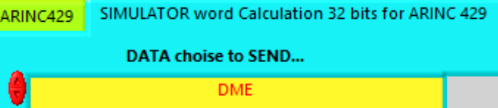 ARINC429 SIMULATOR word Calculation 32 bits for ARINC 429
DATA choise to SEND...
DME